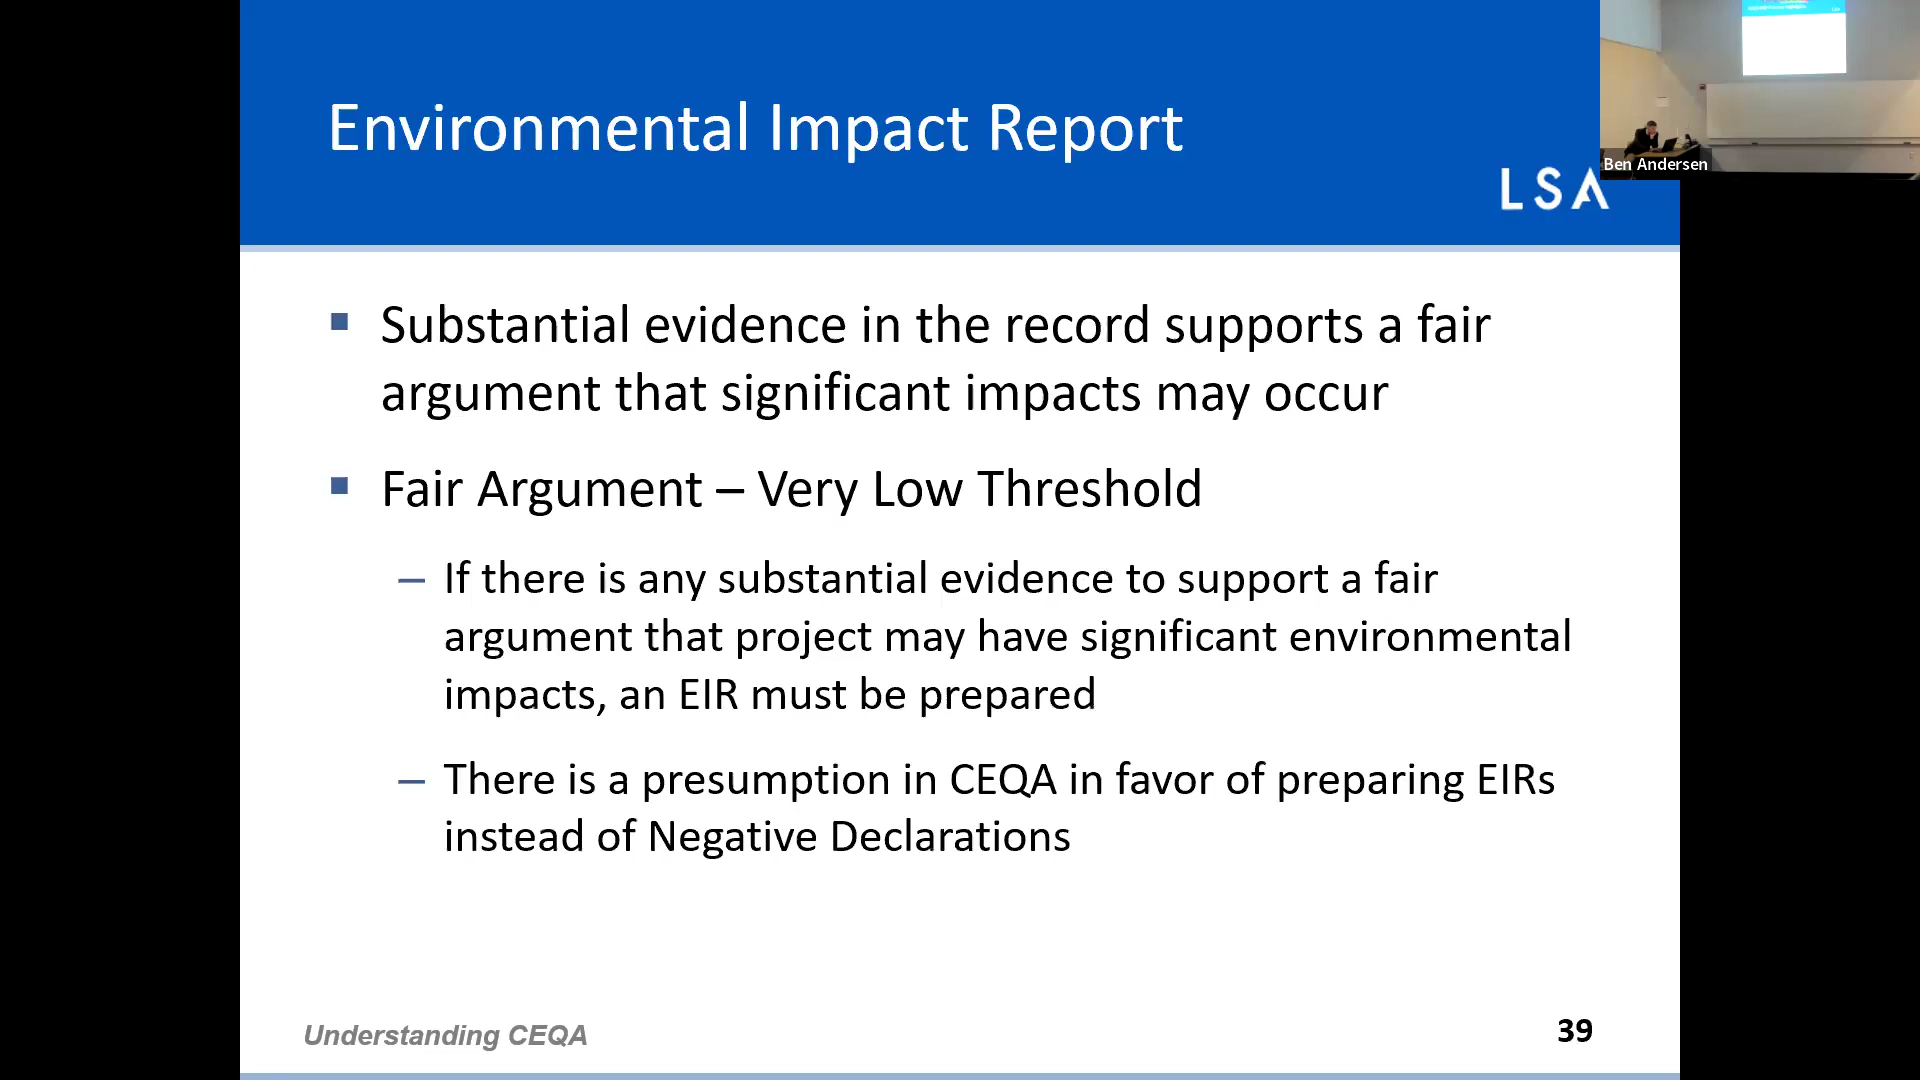 Environmental Impact Report
LSA
Ben Andersen
▪ Substantial evidence in the record supports a fair
argument that significant impacts may occur
▪ Fair Argument – Very Low Threshold
– If there is any substantial evidence to support a fair
argument that project may have significant environmental
impacts, an EIR must be prepared
– There is a presumption in CEQA in favor of preparing EIRs
instead of Negative Declarations
Understanding CEQA
39